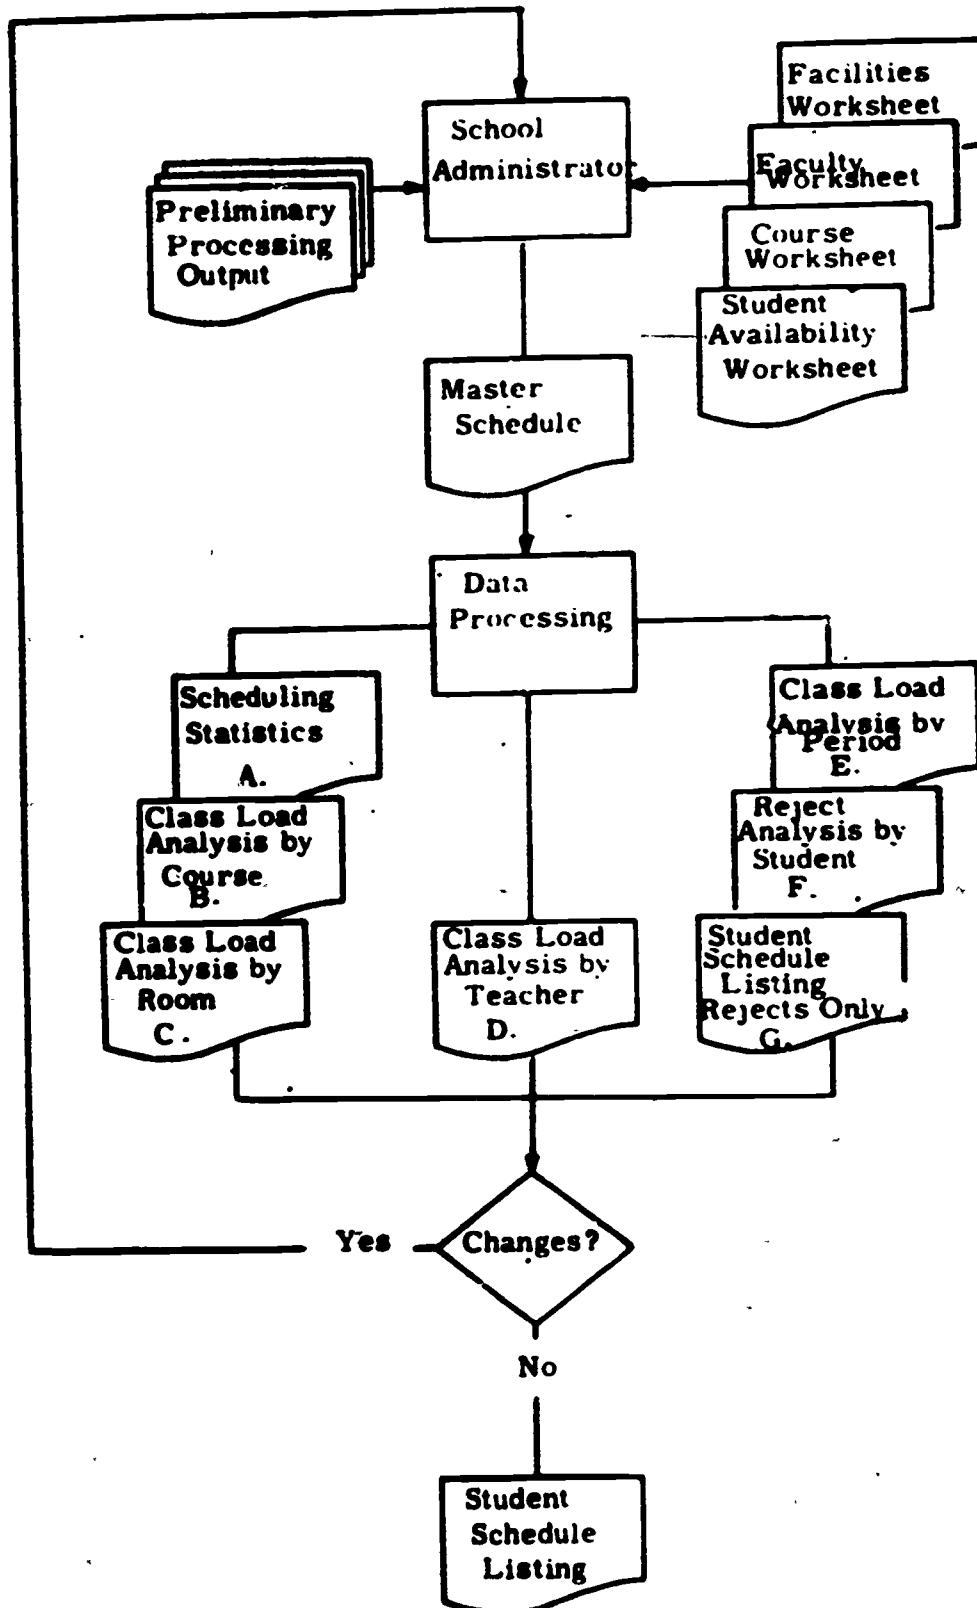 School
Administrator
Preliminary
Processing
Output
Facilities
Worksheet
Faculty
Worksheet
Course
Worksheet
Student
Availability
Worksheet
Master
Schedule
Data
Processing
Scheduling
Statistics
A.
Class Load
Analysis by
Course
B.
Class Load
Analysis by
Room
C.
Class Load
Analysis by
Teacher
D.
Class Load
Analysis by
Period
E.
Reject
Analysis by
Student
F.
Student
Schedule
Listing
Rejects Only
G.
Yes
Changes?
No
Student
Schedule
Listing